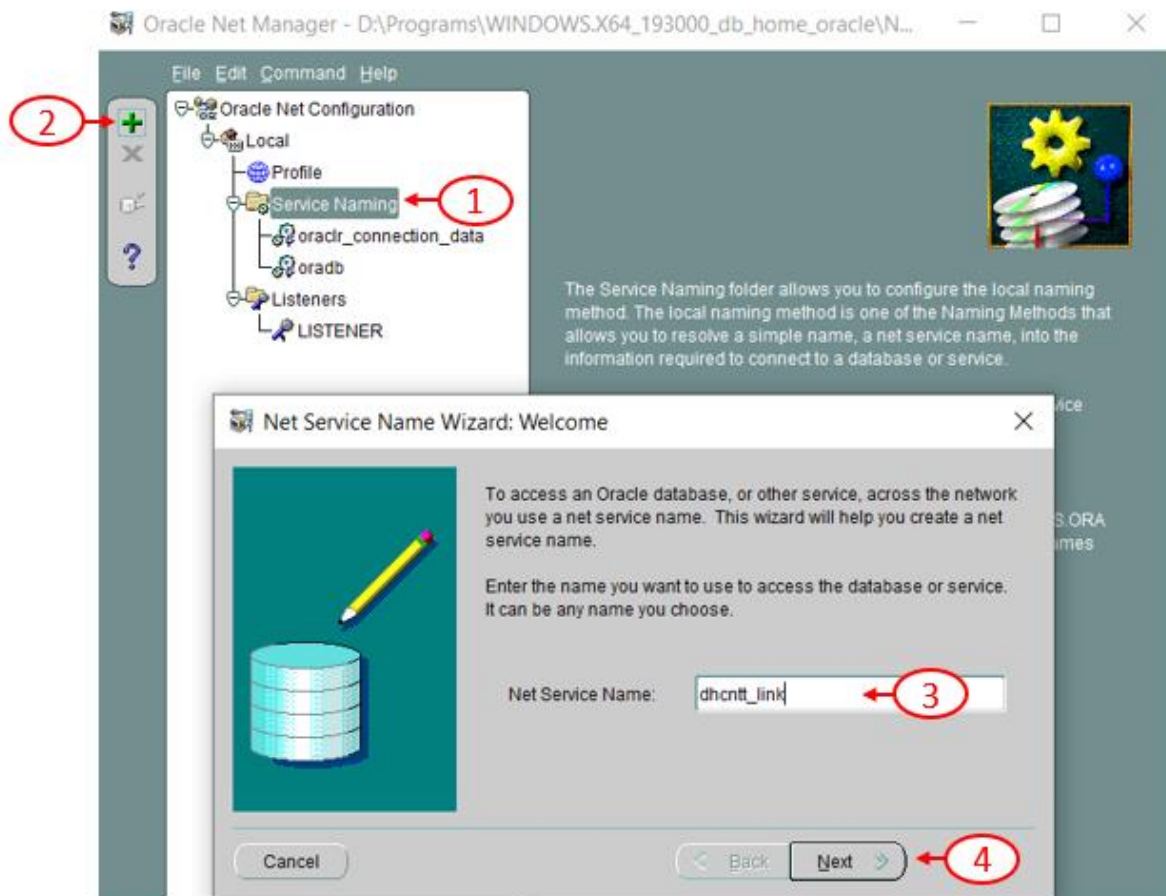 Oracle Net Manager - D:\Programs\WINDOWS.X64_193000_db_home_oracle\N...
File Edit Command Help
2
Oracle Net Configuration
Local
Profile
Service Naming
1
oraclr_connection_data
oradb
Listeners
LISTENER
The Service Naming folder allows you to configure the local naming
method. The local naming method is one of the Naming Methods that
allows you to resolve a simple name, a net service name, into the
information required to connect to a database or service.
Net Service Name Wizard: Welcome
To access an Oracle database, or other service, across the network
you use a net service name. This wizard will help you create a net
service name.
Enter the name you want to use to access the database or service.
It can be any name you choose.
Net Service Name:
dhcntt_link
3
Cancel
Back
Next
4